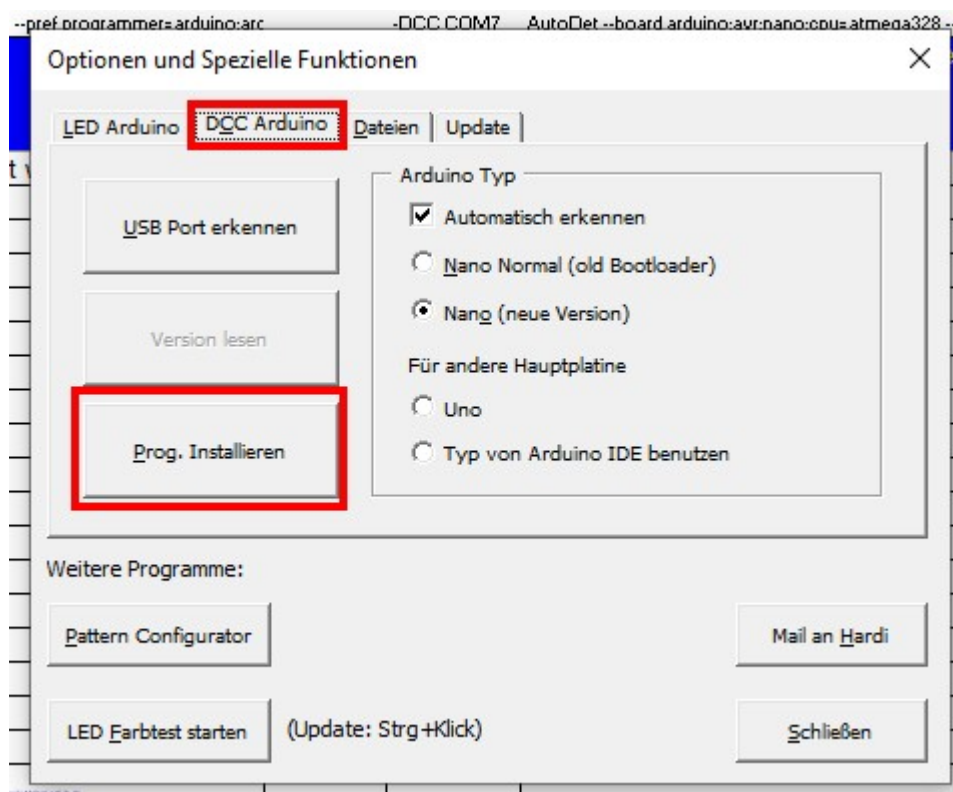 --pref programmer=arduino:arc -DCC COM7 AutoDet --board arduino:avr:nano:cpu=atmega328 --
Optionen und Spezielle Funktionen
LED Arduino DCC Arduino Dateien Update
Arduino Typ
USB Port erkennen
Automatisch erkennen
Nano Normal (old Bootloader)
Version lesen
Nano (neue Version)
Für andere Hauptplatine
Uno
Prog. Installieren
Typ von Arduino IDE benutzen
Weitere Programme:
Pattern Configurator
Mail an Hardi
LED Farbtest starten
(Update: Strg+Klick)
Schließen